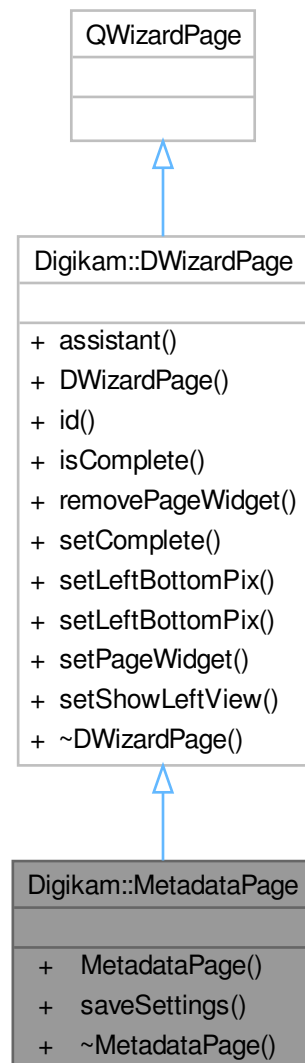 QWizardPage
Digikam::DWizardPage
+ assistant()
+ DWizardPage()
+ id()
+ isComplete()
+ removePageWidget()
+ setComplete()
+ setLeftBottomPix()
+ setLeftBottomPix()
+ setPageWidget()
+ setShowLeftView()
+ ~DWizardPage()
Digikam::MetadataPage
+ MetadataPage()
+ saveSettings()
+ ~MetadataPage()